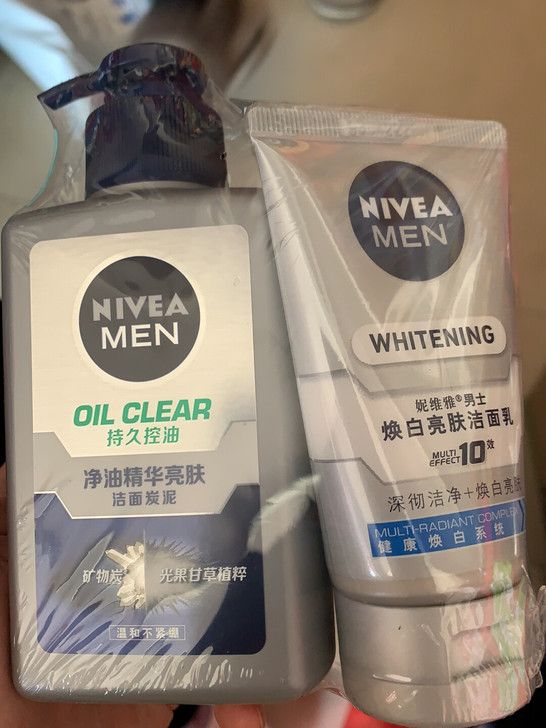 NIVEA
MEN
OIL CLEAR
持久控油
净油精华亮肤
洁面炭泥
矿物炭
光果甘草植粹
温和不紧绷
NIVEA
MEN
WHITENING
妮维雅®男士
焕白亮肤洁面乳
MULTI
EFFECT 10效
深彻洁净+焕白亮肤
MULTI-RADIANT COMPLEX
健康焕白系统